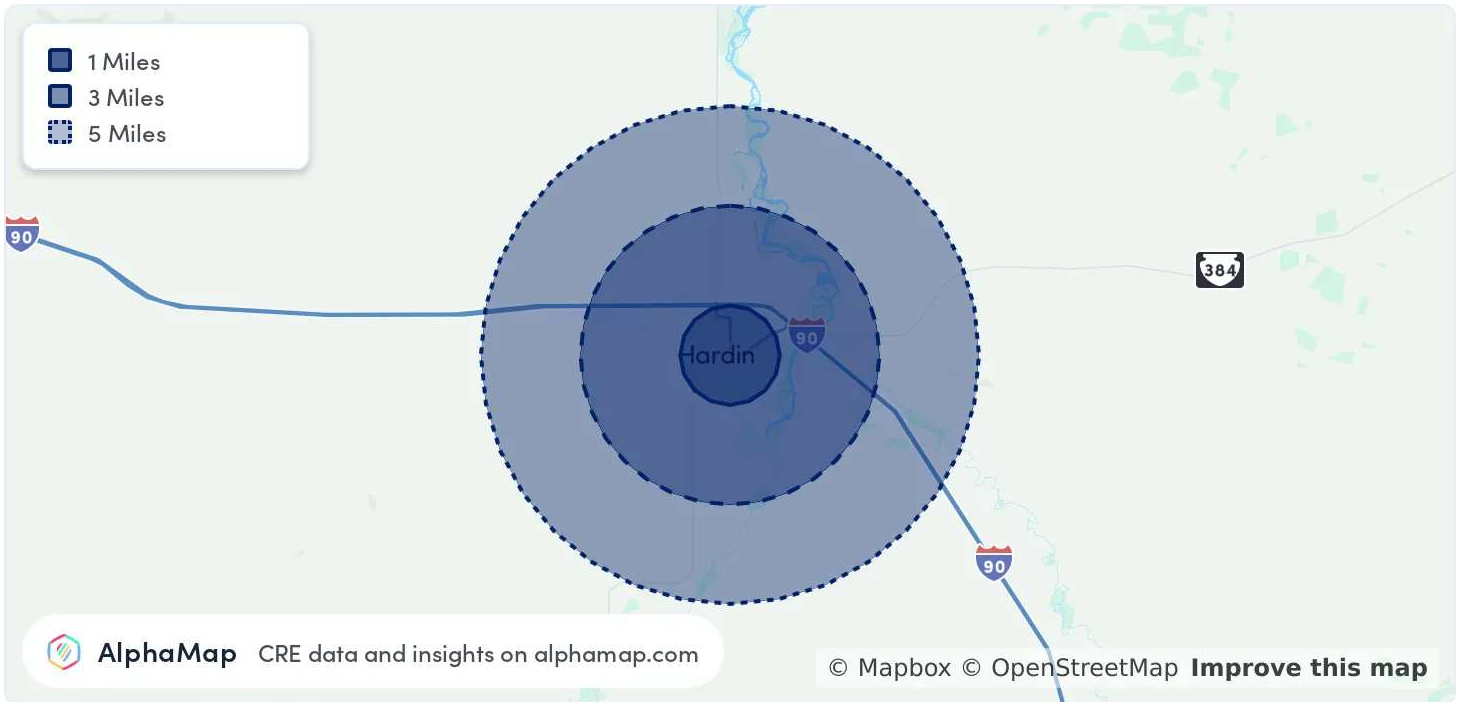 1 Miles
3 Miles
5 Miles
90
384
90
Hardin
90
AlphaMap CRE data and insights on alphamap.com
© Mapbox © OpenStreetMap Improve this map